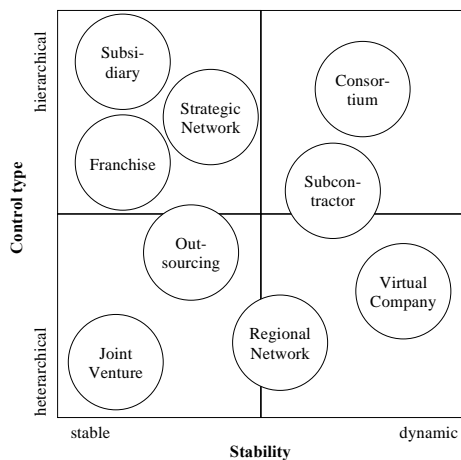 Control type
hierarchical
heterarchical
Subsi-
diary
Strategic
Network
Franchise
Consor-
tium
Subcon-
tractor
Out-
sourcing
Virtual
Company
Regional
Network
Joint
Venture
stable
dynamic
Stability